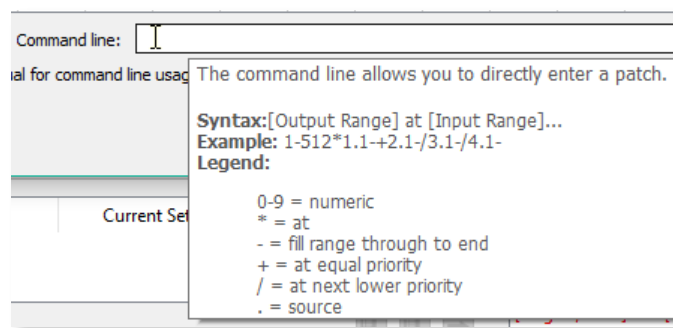 Command line:
ual for command line usag
The command line allows you to directly enter a patch.
Syntax:[Output Range] at [Input Range]...
Example: 1-512*1.1-+2.1-/3.1-/4.1-
Legend:
0-9 = numeric
* = at
- = fill range through to end
+ = at equal priority
/ = at next lower priority
. = source
Current Set